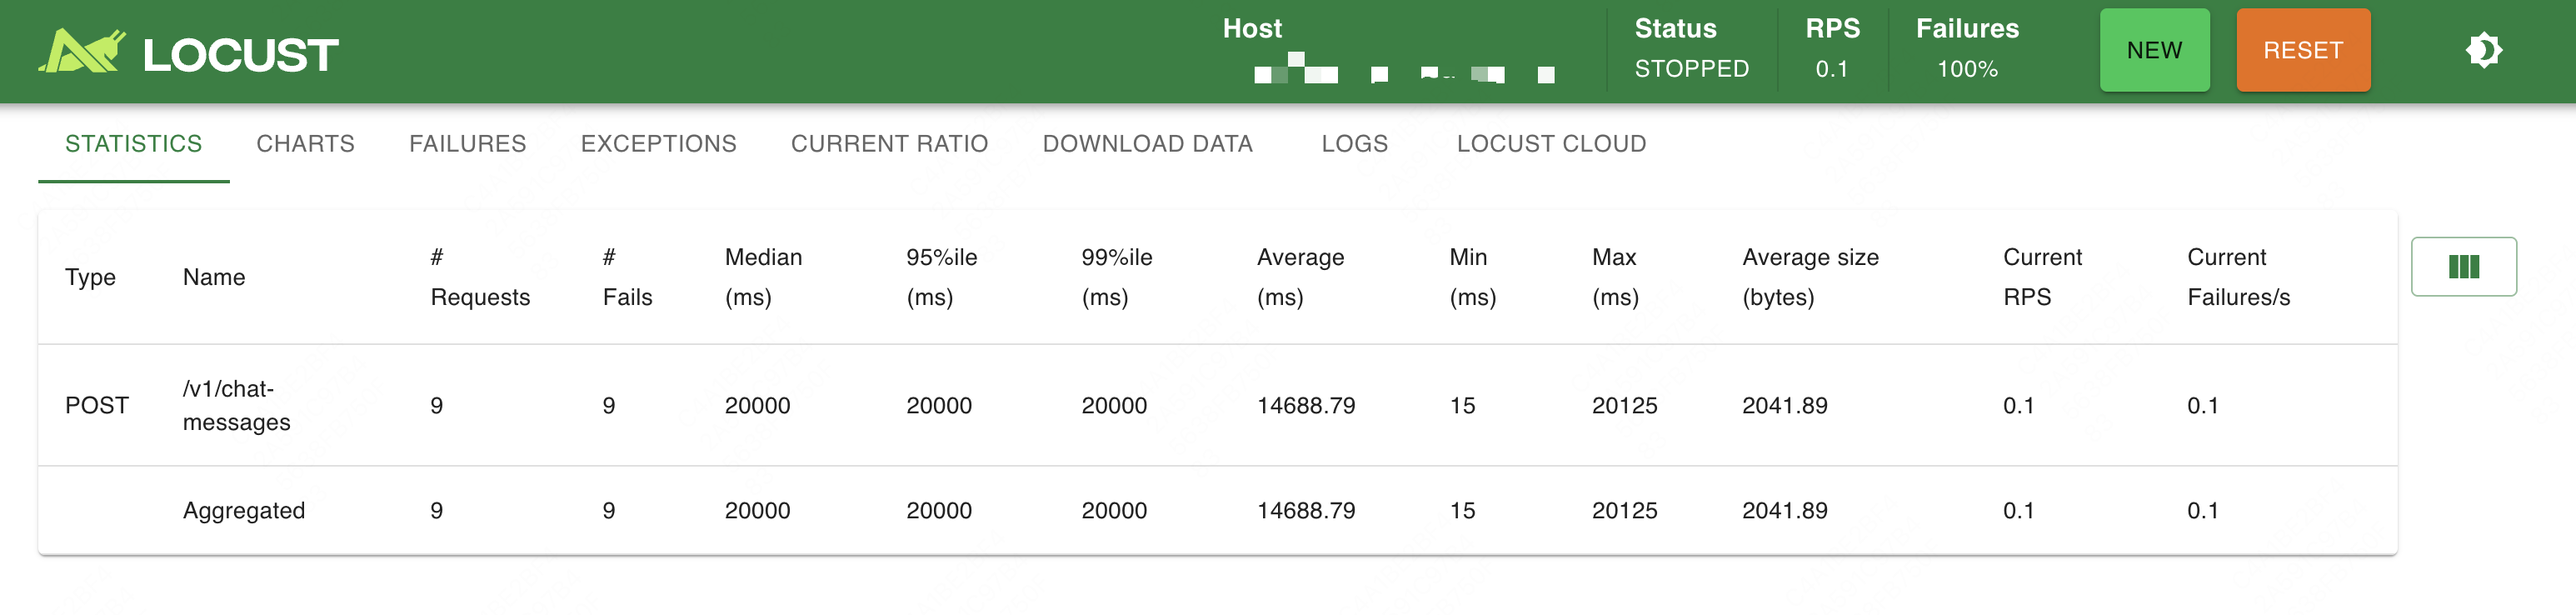 LOCUST
Host
Status
STOPPED
RPS
0.1
Failures
100%
NEW
RESET
STATISTICS CHARTS FAILURES EXCEPTIONS CURRENT RATIO DOWNLOAD DATA LOGS LOCUST CLOUD
Type Name # Requests # Fails Median (ms) 95%ile (ms) 99%ile (ms) Average (ms) Min (ms) Max (ms) Average size (bytes) Current RPS Current Failures/s
POST /v1/chat-messages 9 9 20000 20000 20000 14688.79 15 20125 2041.89 0.1 0.1
Aggregated 9 9 20000 20000 20000 14688.79 15 20125 2041.89 0.1 0.1